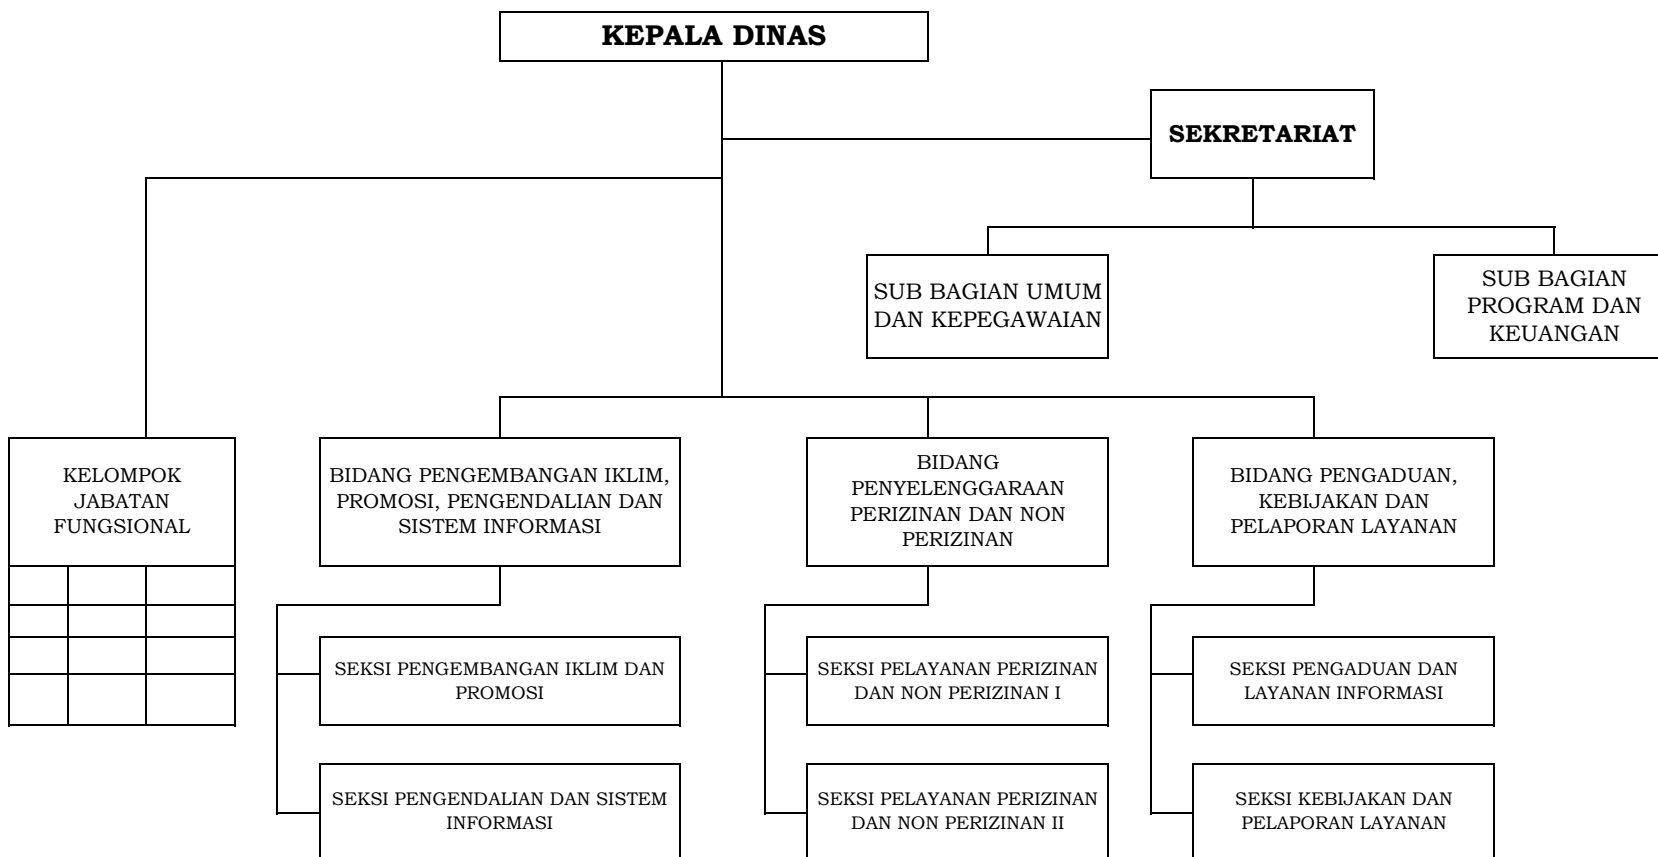 KEPALA DINAS
SEKRETARIAT
SUB BAGIAN UMUM
DAN KEPEGAWAIAN
SUB BAGIAN
PROGRAM DAN
KEUANGAN
KELOMPOK
JABATAN
FUNGSIONAL
BIDANG PENGEMBANGAN IKLIM,
PROMOSI, PENGENDALIAN DAN
SISTEM INFORMASI
BIDANG
PENYELENGGARAAN
PERIZINAN DAN NON
PERIZINAN
BIDANG PENGADUAN,
KEBIJAKAN DAN
PELAPORAN LAYANAN
SEKSI PENGEMBANGAN IKLIM DAN
PROMOSI
SEKSI PELAYANAN PERIZINAN
DAN NON PERIZINAN I
SEKSI PENGADUAN DAN
LAYANAN INFORMASI
SEKSI PENGENDALIAN DAN SISTEM
INFORMASI
SEKSI PELAYANAN PERIZINAN
DAN NON PERIZINAN II
SEKSI KEBIJAKAN DAN
PELAPORAN LAYANAN